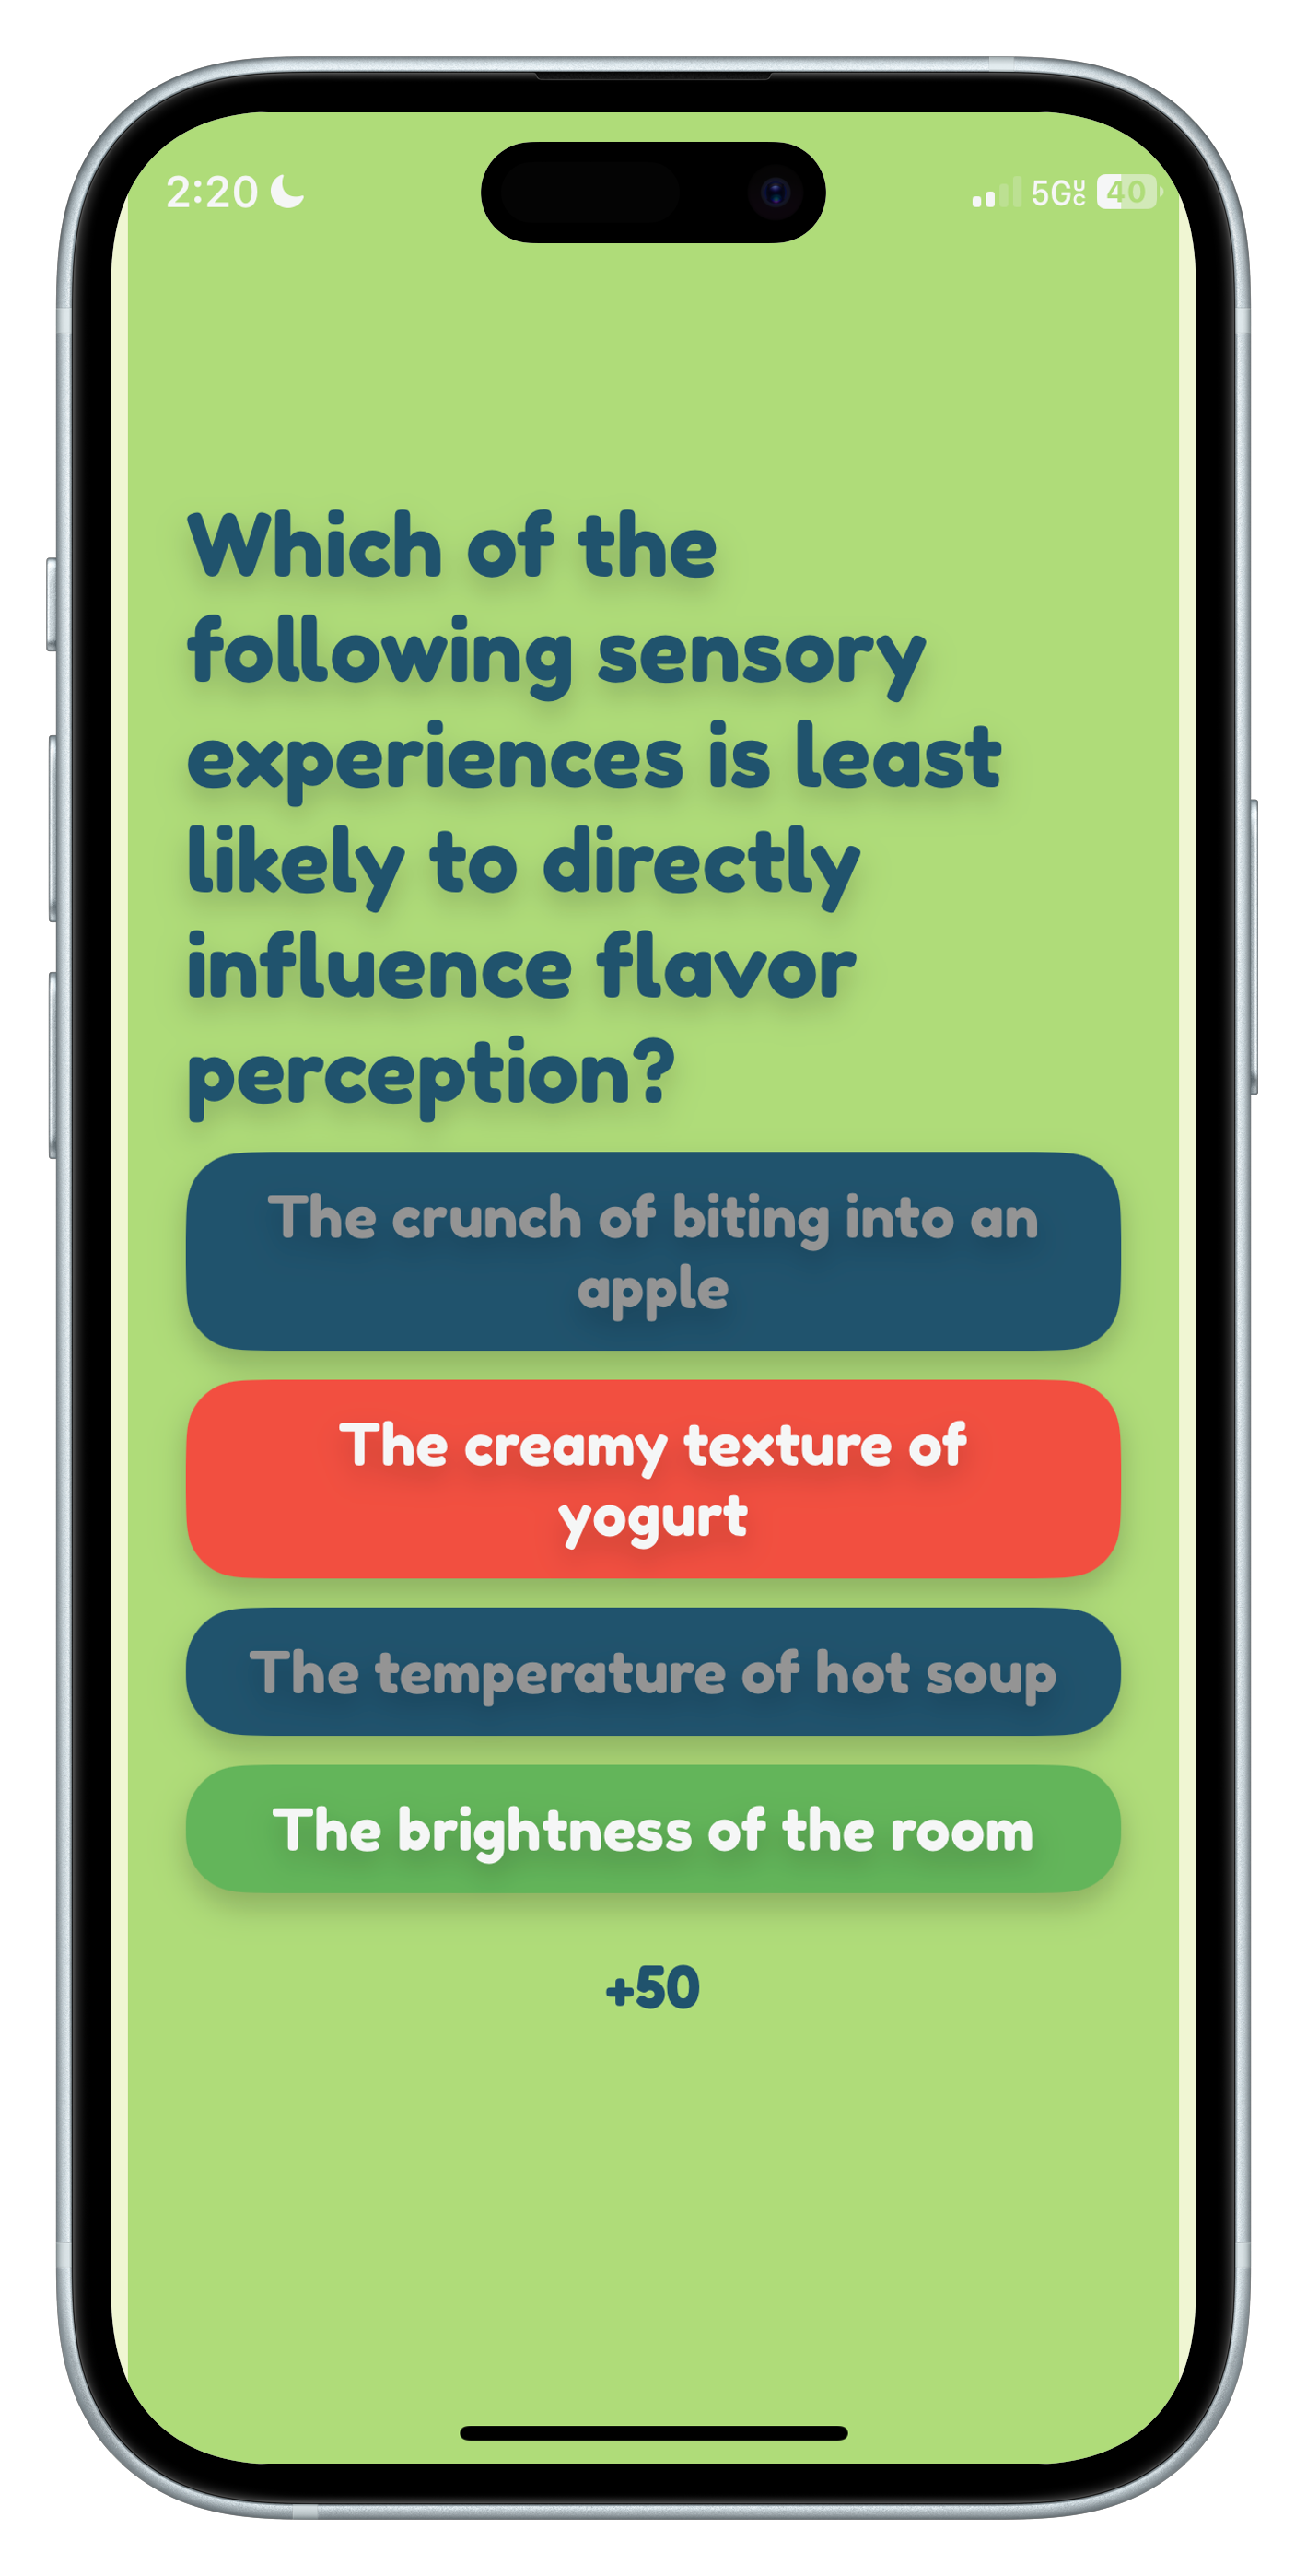 2:20
5GUC 40
Which of the
following sensory
experiences is least
likely to directly
influence flavor
perception?
The crunch of biting into an
apple
The creamy texture of
yogurt
The temperature of hot soup
The brightness of the room
+50